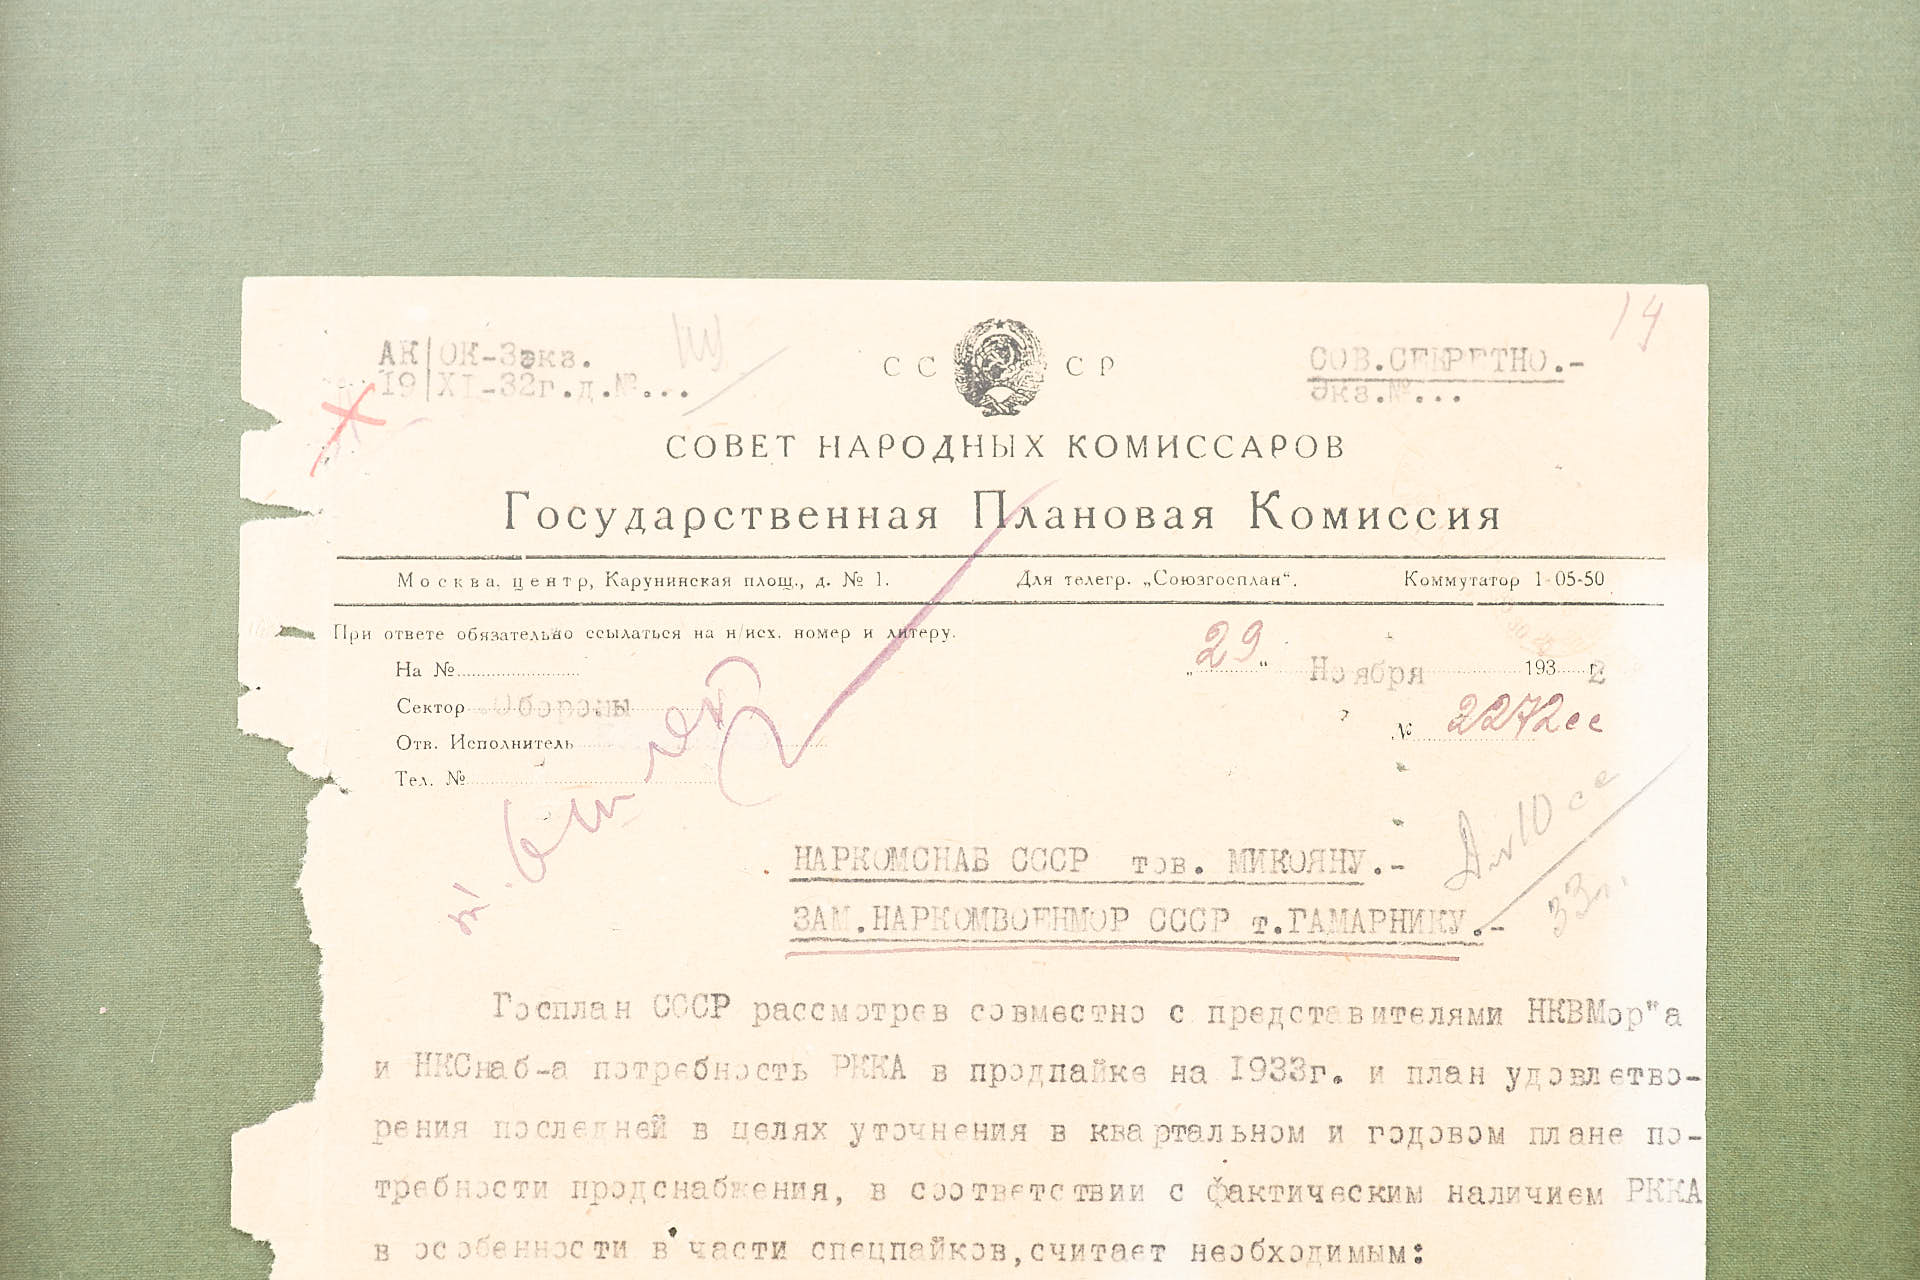 14
АК/ОК-3экз.
19/XI-32г.д.№...
СОВ.СЕКРЕТНО.-
Экз.№...
СССР
СОВЕТ НАРОДНЫХ КОМИССАРОВ
Государственная Плановая Комиссия
Москва, центр, Карунинская площ., д. № 1. Для телегр. „Союзгосплан“. Коммутатор 1-05-50
При ответе обязательно ссылаться на н/исх. номер и литеру.
„29“ Ноября 1932 г.
На №
Сектор Обороны
№ 2272сс
Отв. Исполнитель
Тел. №
НАРКОМСНАБ СССР тов. МИКОЯНУ.-
ЗАМ.НАРКОМВОЕНМОР СССР т.ГАМАРНИКУ.-
33г.
Госплан СССР рассмотрев совместно с представителями НКВМор"а
и НКСнаб-а потребность РККА в продпайке на 1933г. и план удовлетво-
рения последней в целях уточнения в квартальном и годовом плане по-
требности продснабжения, в соответствии с фактическим наличием РККА
в особенности в части спецпайков,считает необходимым: